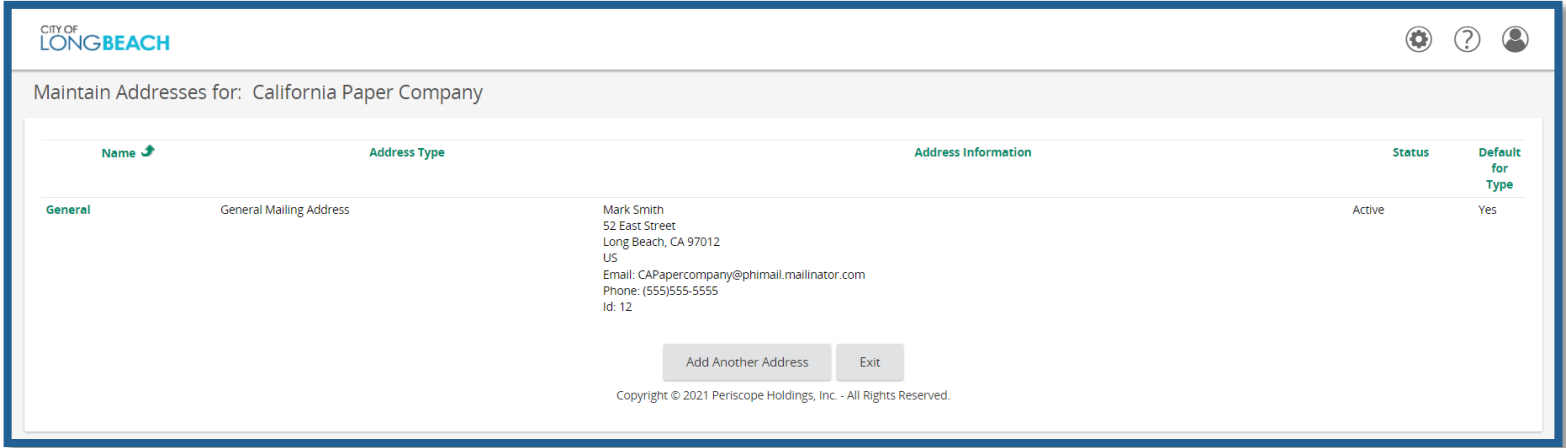 CITY OF
LONGBEACH
Maintain Addresses for: California Paper Company
Name Address Type Address Information Status Default
for
Type
General General Mailing Address Mark Smith Active Yes
52 East Street
Long Beach, CA 97012
US
Email: CAPapercompany@phimail.mailinator.com
Phone: (555)555-5555
Id: 12
Add Another Address Exit
Copyright © 2021 Periscope Holdings, Inc. - All Rights Reserved.